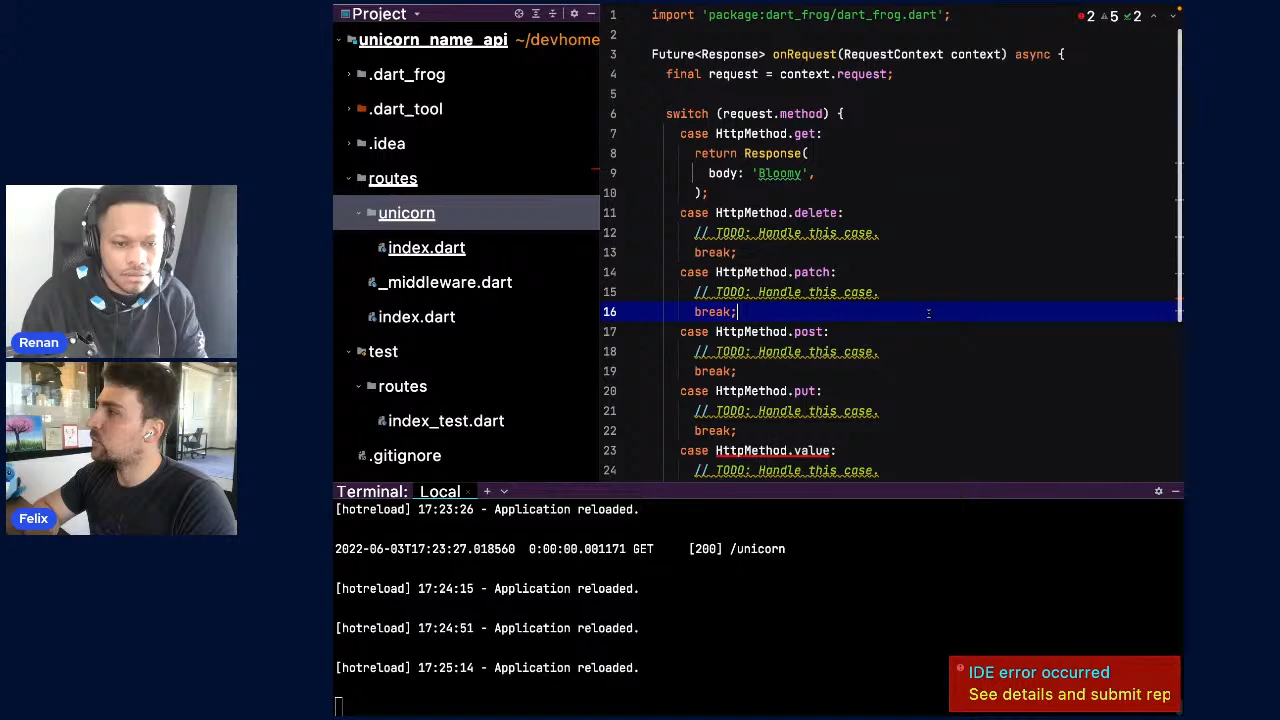 Project
unicorn_name_api ~/devhome
.dart_frog
.dart_tool
.idea
routes
unicorn
index.dart
_middleware.dart
index.dart
test
routes
index_test.dart
.gitignore
1 import 'package:dart_frog/dart_frog.dart';
2
3 Future<Response> onRequest(RequestContext context) async {
4 final request = context.request;
5
6 switch (request.method) {
7 case HttpMethod.get:
8 return Response(
9 body: 'Bloomy',
10 );
11 case HttpMethod.delete:
12 // TODO: Handle this case.
13 break;
14 case HttpMethod.patch:
15 // TODO: Handle this case.
16 break;
17 case HttpMethod.post:
18 // TODO: Handle this case.
19 break;
20 case HttpMethod.put:
21 // TODO: Handle this case.
22 break;
23 case HttpMethod.value:
24 // TODO: Handle this case.
2 5 2
Renan
Felix
Terminal: Local
[hotreload] 17:23:26 - Application reloaded.
2022-06-03T17:23:27.018560 0:00:00.001171 GET [200] /unicorn
[hotreload] 17:24:15 - Application reloaded.
[hotreload] 17:24:51 - Application reloaded.
[hotreload] 17:25:14 - Application reloaded.
IDE error occurred
See details and submit rep